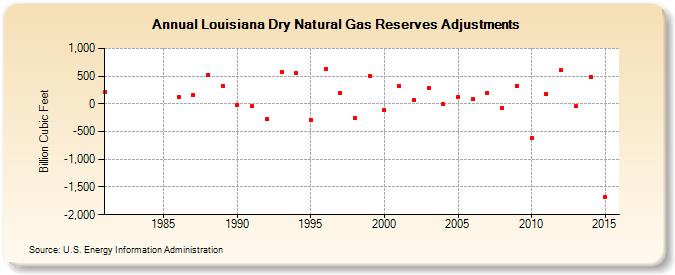 Annual Louisiana Dry Natural Gas Reserves Adjustments
Billion Cubic Feet
1,000
500
0
-500
-1,000
-1,500
-2,000
1985 1990 1995 2000 2005 2010 2015
Source: U.S. Energy Information Administration